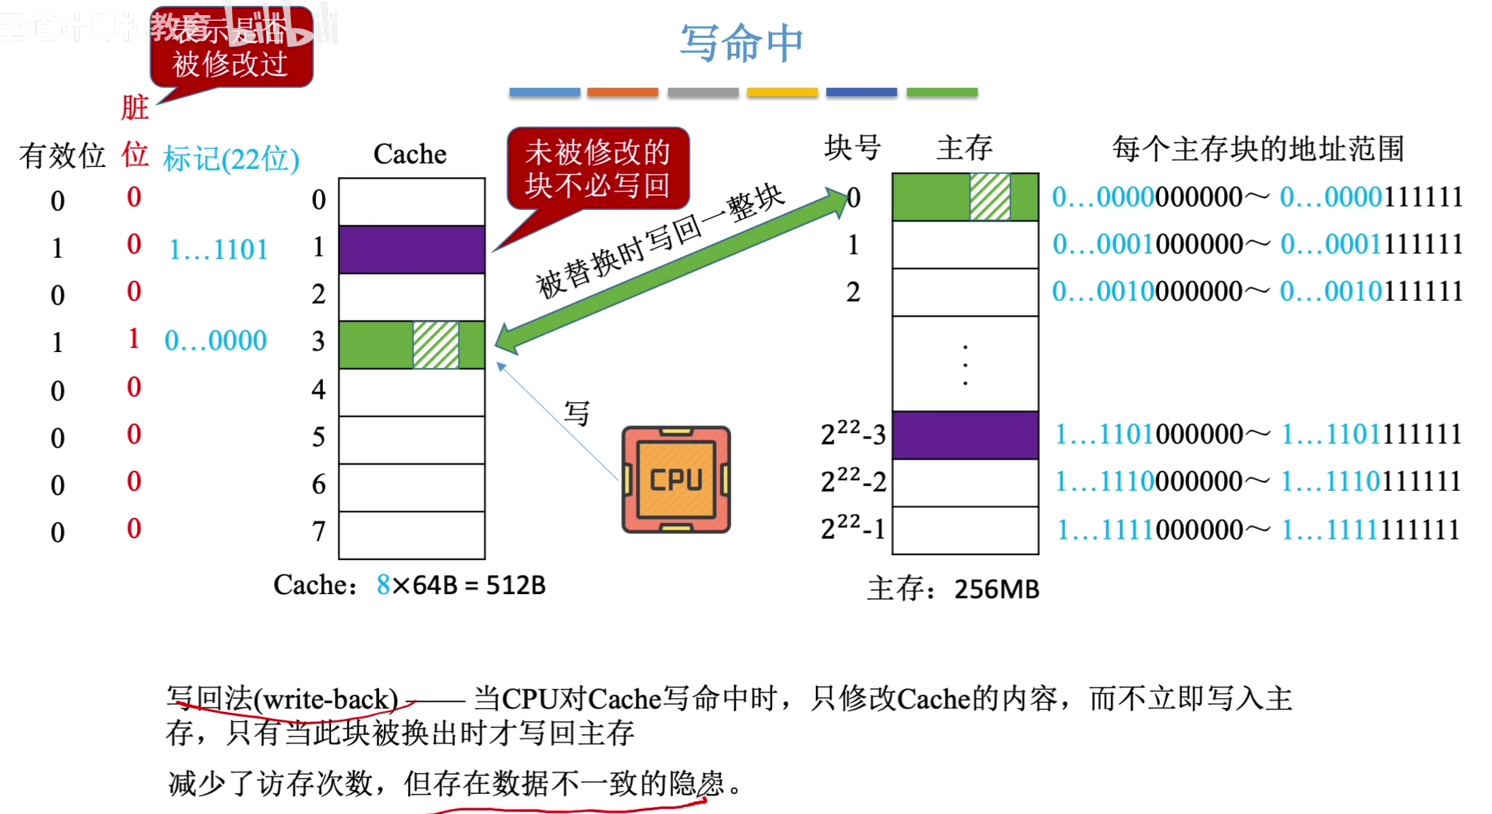 王道计算机教育 bilibili
写命中
表示是否
被修改过
脏
有效位 位 标记(22位) Cache
未被修改的
块不必写回
块号 主存 每个主存块的地址范围
0 0 0
1 0 1…1101 1
0 0 2
1 1 0…0000 3
0 0 4
0 0 5
0 0 6
0 0 7
被替换时写回一整块
写
CPU
0 0…0000000000～ 0…0000111111
1 0…0001000000～ 0…0001111111
2 0…0010000000～ 0…0010111111
⋮
2²²-3 1…1101000000～ 1…1101111111
2²²-2 1…1110000000～ 1…1110111111
2²²-1 1…1111000000～ 1…1111111111
Cache：8×64B = 512B
主存：256MB
写回法(write-back) —— 当CPU对Cache写命中时，只修改Cache的内容，而不立即写入主
存，只有当此块被换出时才写回主存
减少了访存次数，但存在数据不一致的隐患。